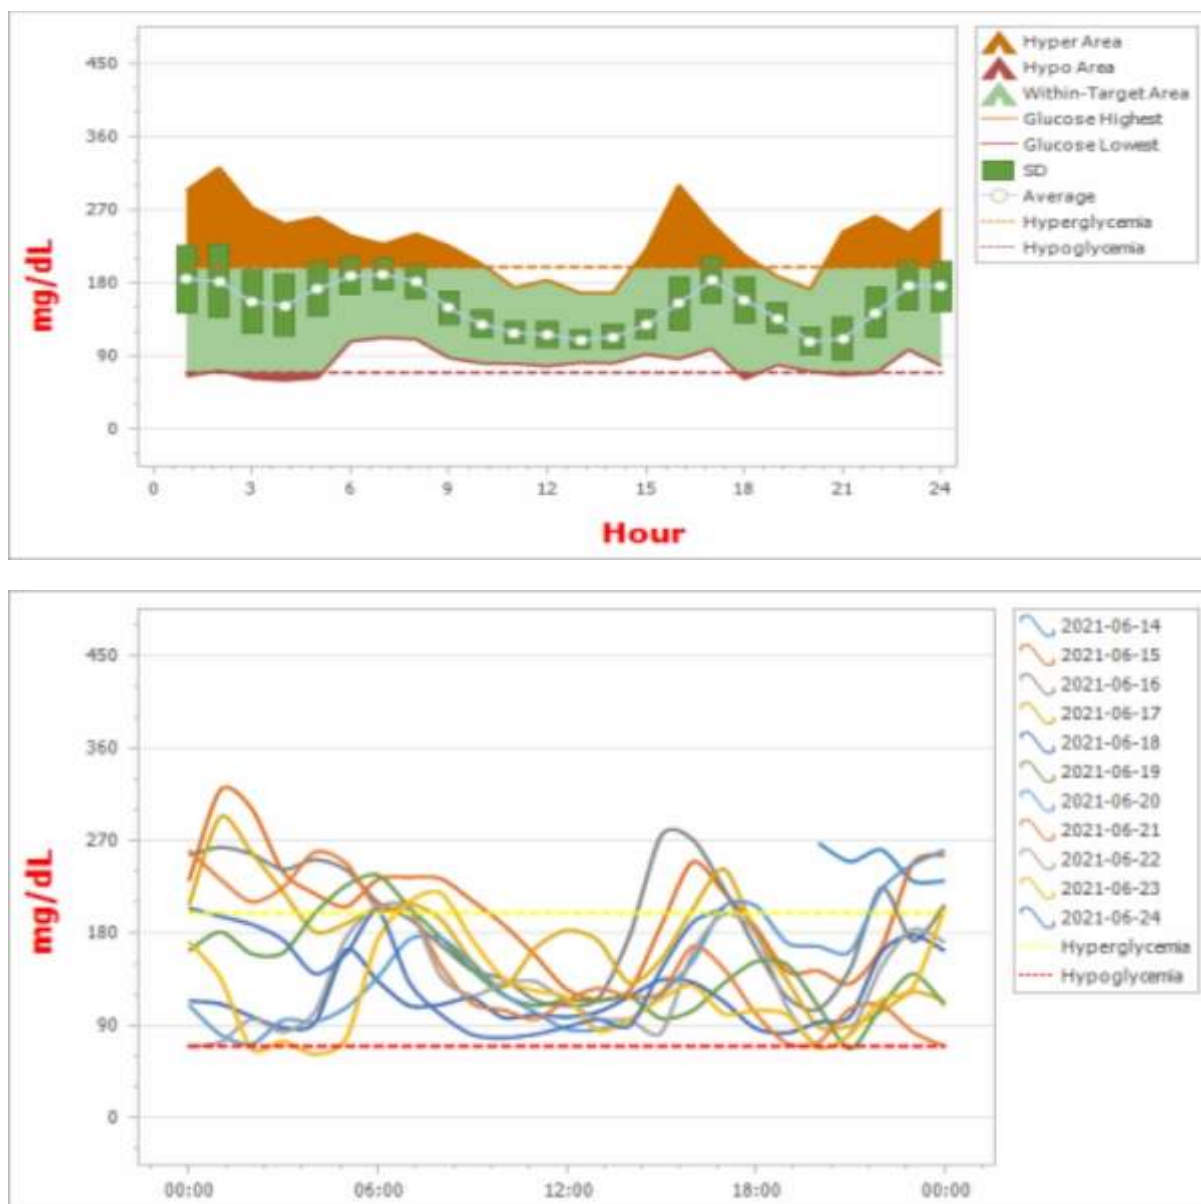 450
360
270
180
90
0
mg/dL
0 3 6 9 12 15 18 21 24
Hour
Hyper Area
Hypo Area
Within-Target Area
Glucose Highest
Glucose Lowest
SD
Average
Hyperglycemia
Hypoglycemia
450
360
270
180
90
0
mg/dL
00:00 06:00 12:00 18:00 00:00
2021-06-14
2021-06-15
2021-06-16
2021-06-17
2021-06-18
2021-06-19
2021-06-20
2021-06-21
2021-06-22
2021-06-23
2021-06-24
Hyperglycemia
Hypoglycemia